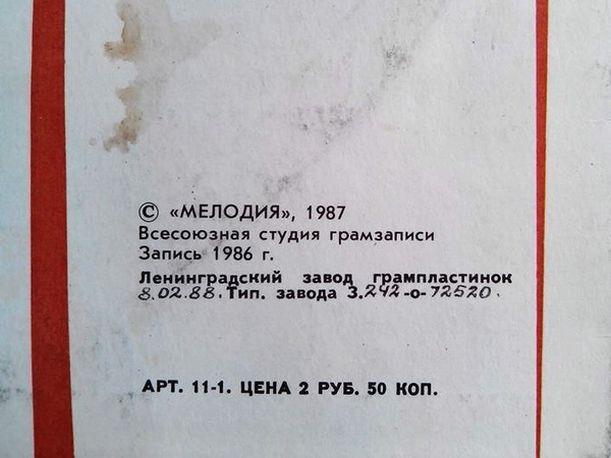 © «МЕЛОДИЯ», 1987
Всесоюзная студия грамзаписи
Запись 1986 г.
Ленинградский завод грампластинок
8.02.88. Тип. завода З.242-о-72520.
АРТ. 11-1. ЦЕНА 2 РУБ. 50 КОП.